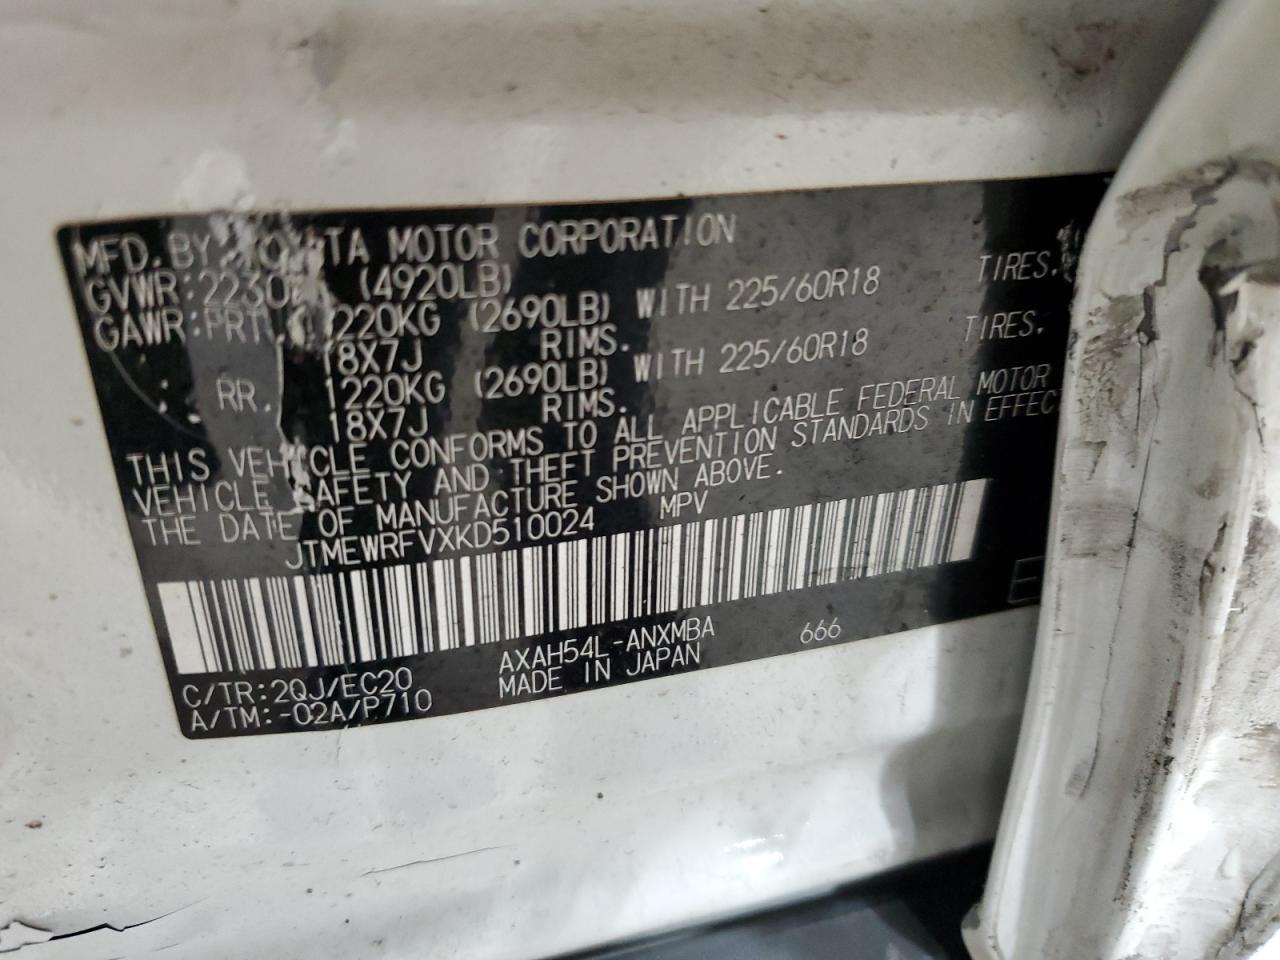 MFD. BY TOYOTA MOTOR CORPORATION
GVWR: (4920LB)
GAWR:FRT. 1220KG (2690LB) WITH 225/60R18 TIRES.
18X7J RIMS.
RR. 1220KG (2690LB) WITH 225/60R18 TIRES.
18X7J RIMS.
THIS VEHICLE CONFORMS TO ALL APPLICABLE FEDERAL MOTOR
VEHICLE SAFETY AND THEFT PREVENTION STANDARDS IN EFFEC
THE DATE OF MANUFACTURE SHOWN ABOVE.
JTMEWRFVXKD510024 MPV
C/TR:2QJ/EC20 AXAH54L-ANXMBA 666
A/TM:-02A/P710 MADE IN JAPAN